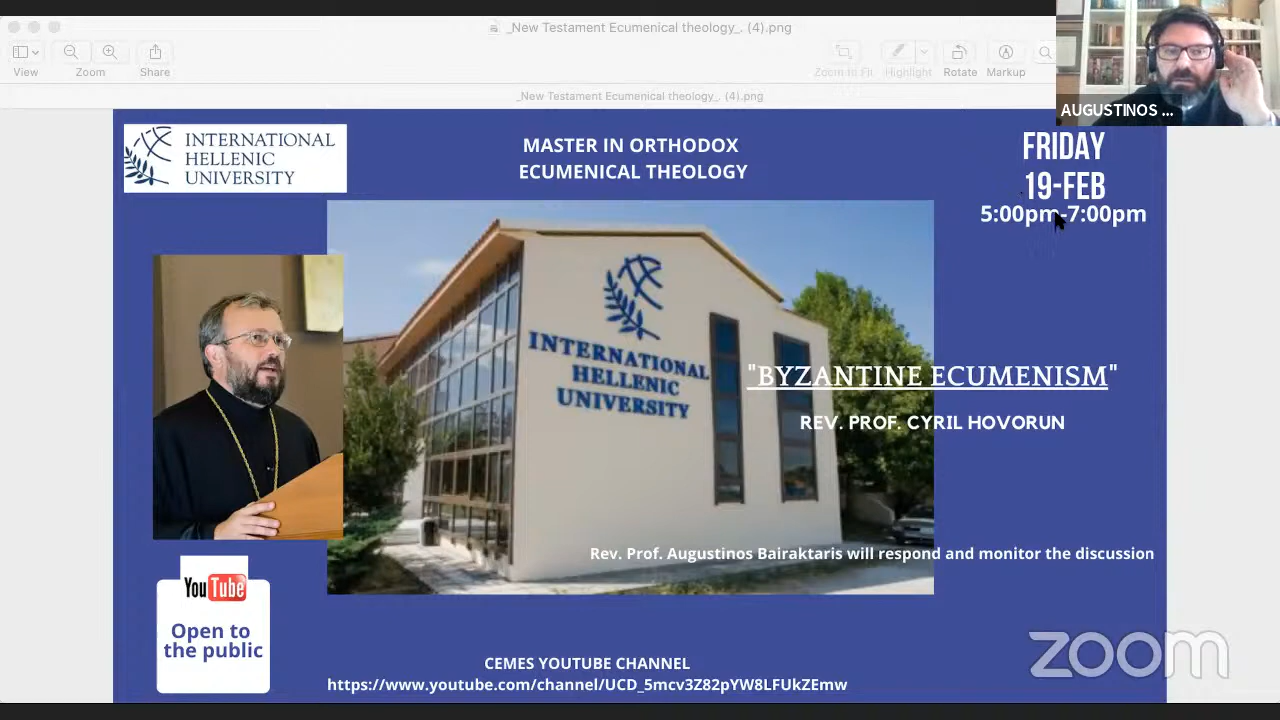 _New Testament Ecumenical theology_. (4).png
View
Zoom
Share
Zoom to Fit
Highlight
Rotate
Markup
_New Testament Ecumenical theology_. (4).png
AUGUSTINOS ...
INTERNATIONAL
HELLENIC
UNIVERSITY
MASTER IN ORTHODOX
ECUMENICAL THEOLOGY
FRIDAY
19-FEB
5:00pm-7:00pm
INTERNATIONAL
HELLENIC
UNIVERSITY
"BYZANTINE ECUMENISM"
REV. PROF. CYRIL HOVORUN
Rev. Prof. Augustinos Bairaktaris will respond and monitor the discussion
YouTube
Open to
the public
CEMES YOUTUBE CHANNEL
https://www.youtube.com/channel/UCD_5mcv3Z82pYW8LFUkZEmw
zoom